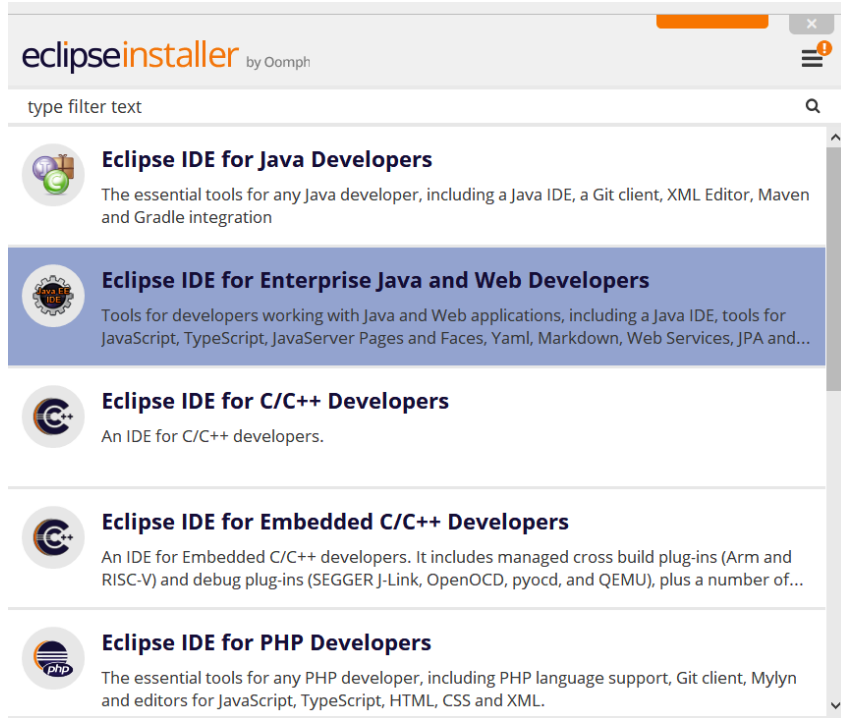 eclipseinstaller by Oomph
type filter text
Eclipse IDE for Java Developers
The essential tools for any Java developer, including a Java IDE, a Git client, XML Editor, Maven
and Gradle integration
Java EE
IDE
Eclipse IDE for Enterprise Java and Web Developers
Tools for developers working with Java and Web applications, including a Java IDE, tools for
JavaScript, TypeScript, JavaServer Pages and Faces, Yaml, Markdown, Web Services, JPA and...
C++
Eclipse IDE for C/C++ Developers
An IDE for C/C++ developers.
C++
Eclipse IDE for Embedded C/C++ Developers
An IDE for Embedded C/C++ developers. It includes managed cross build plug-ins (Arm and
RISC-V) and debug plug-ins (SEGGER J-Link, OpenOCD, pyocd, and QEMU), plus a number of...
php
Eclipse IDE for PHP Developers
The essential tools for any PHP developer, including PHP language support, Git client, Mylyn
and editors for JavaScript, TypeScript, HTML, CSS and XML.